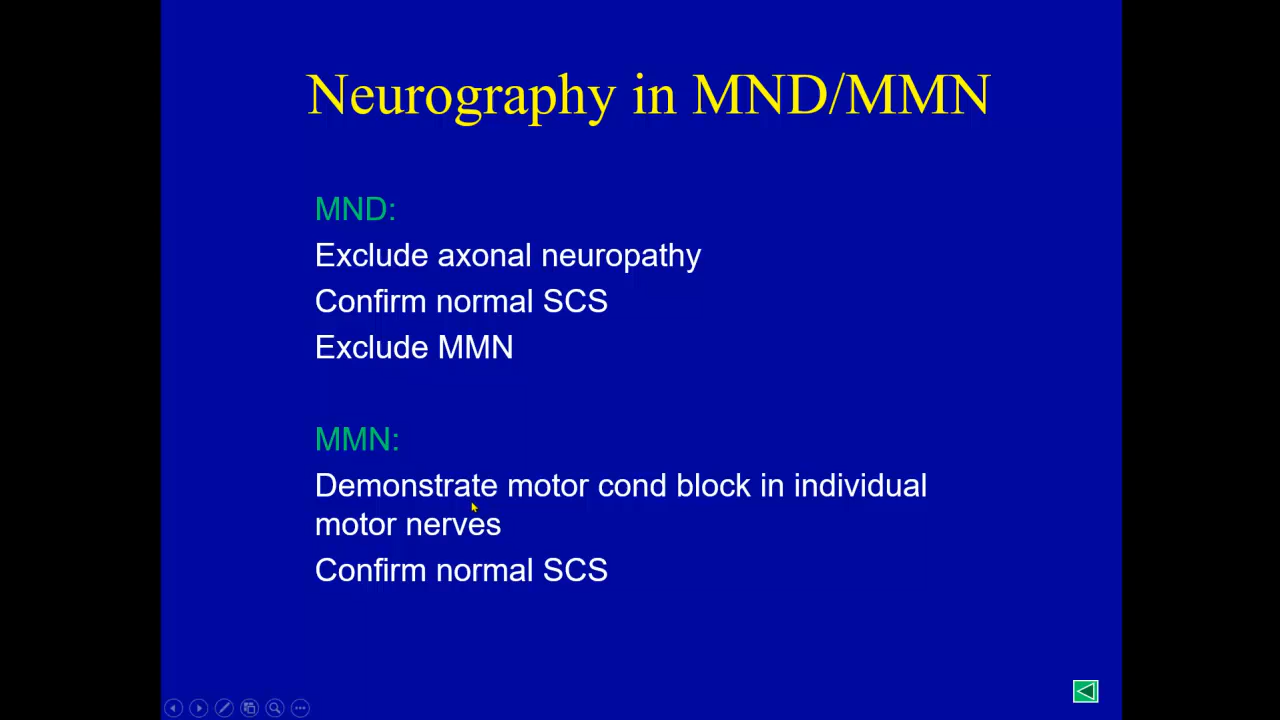 Neurography in MND/MMN
MND:
Exclude axonal neuropathy
Confirm normal SCS
Exclude MMN
MMN:
Demonstrate motor cond block in individual
motor nerves
Confirm normal SCS